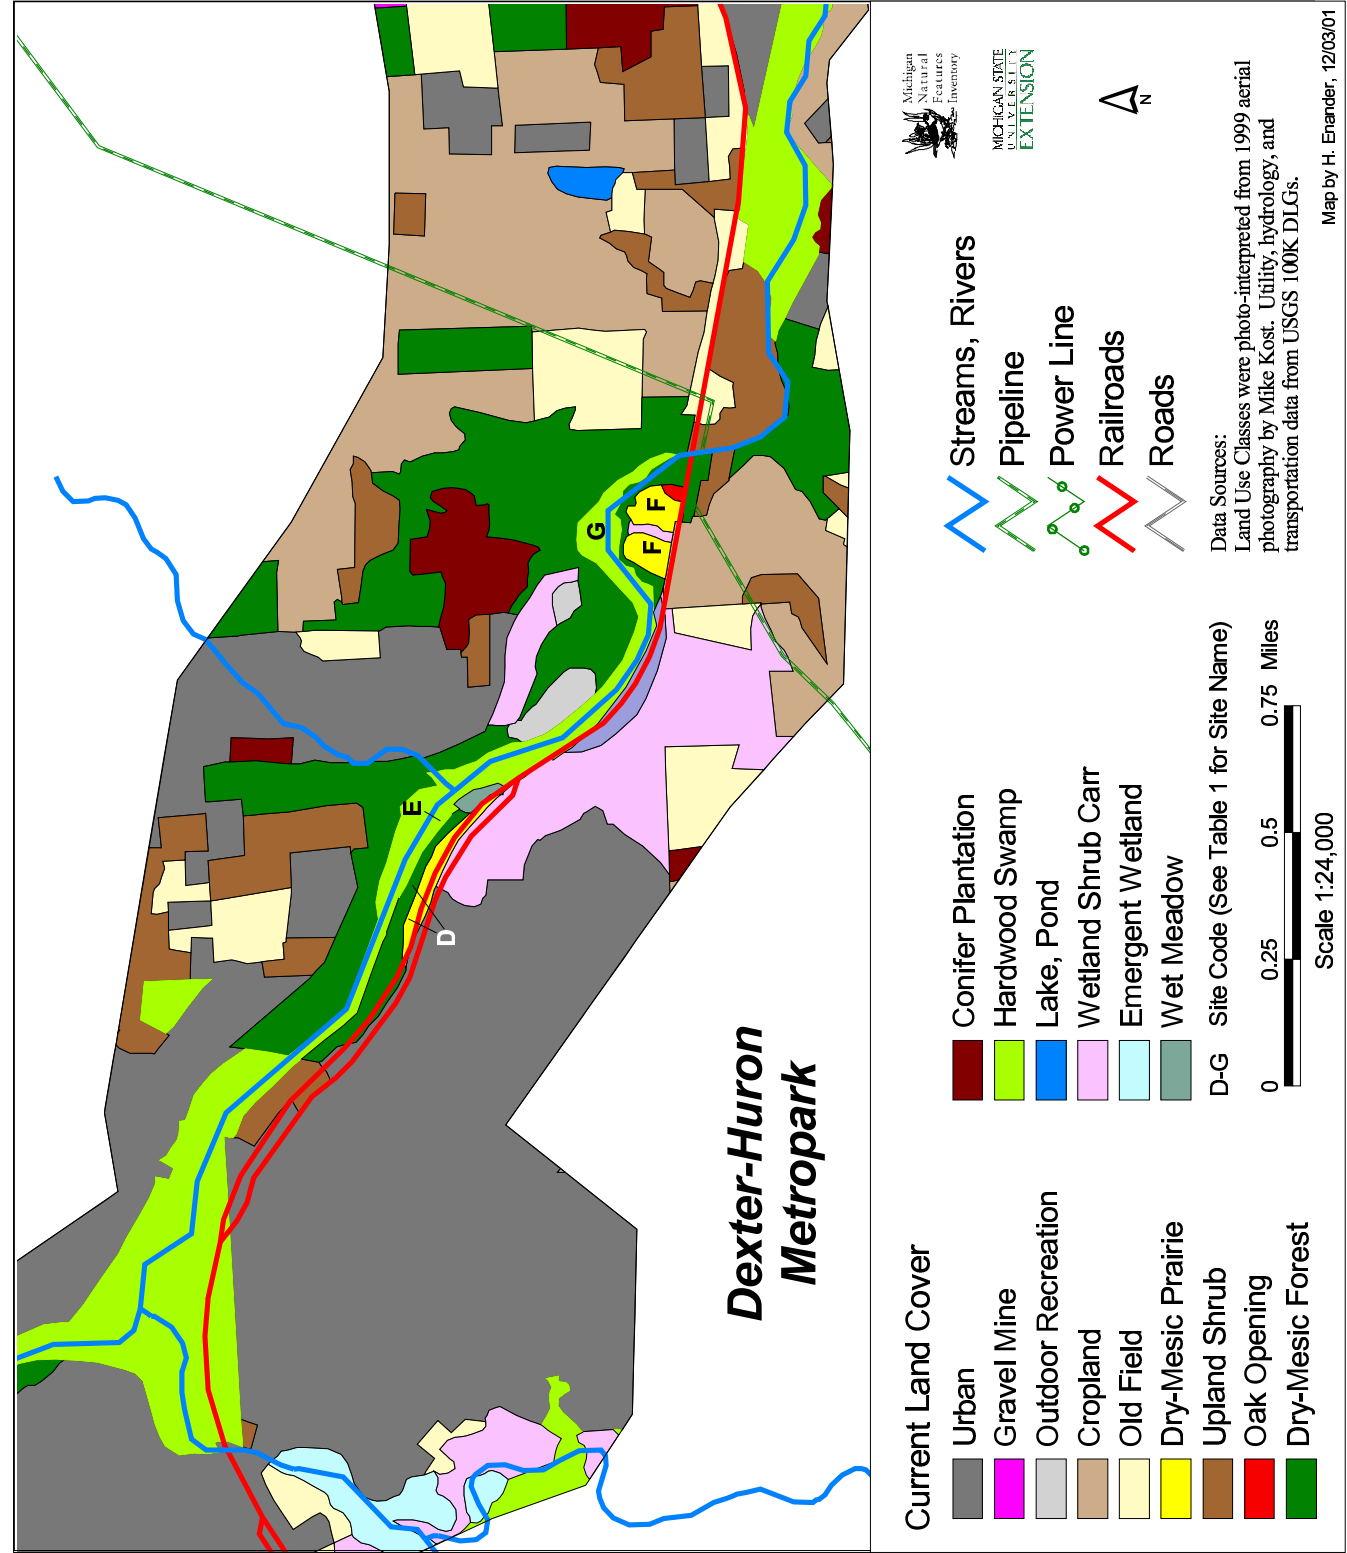 Dexter-Huron
Metropark
D
E
F
F
G
Current Land Cover
Urban
Gravel Mine
Outdoor Recreation
Cropland
Old Field
Dry-Mesic Prairie
Upland Shrub
Oak Opening
Dry-Mesic Forest
Conifer Plantation
Hardwood Swamp
Lake, Pond
Wetland Shrub Carr
Emergent Wetland
Wet Meadow
D-G Site Code (See Table 1 for Site Name)
0 0.25 0.5 0.75 Miles
Scale 1:24,000
Streams, Rivers
Pipeline
Power Line
Railroads
Roads
Michigan
Natural
Features
Inventory
MICHIGAN STATE
UNIVERSITY
EXTENSION
N
Data Sources:
Land Use Classes were photo-interpreted from 1999 aerial
photography by Mike Kost. Utility, hydrology, and
transportation data from USGS 100K DLGs.
Map by H. Enander, 12/03/01